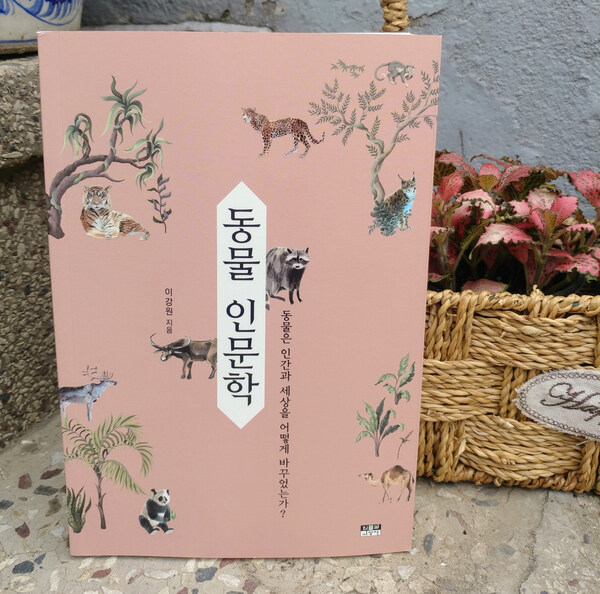 동물 인문학
이강원 지음
동물은 인간과 세상을 어떻게 바꾸었는가?